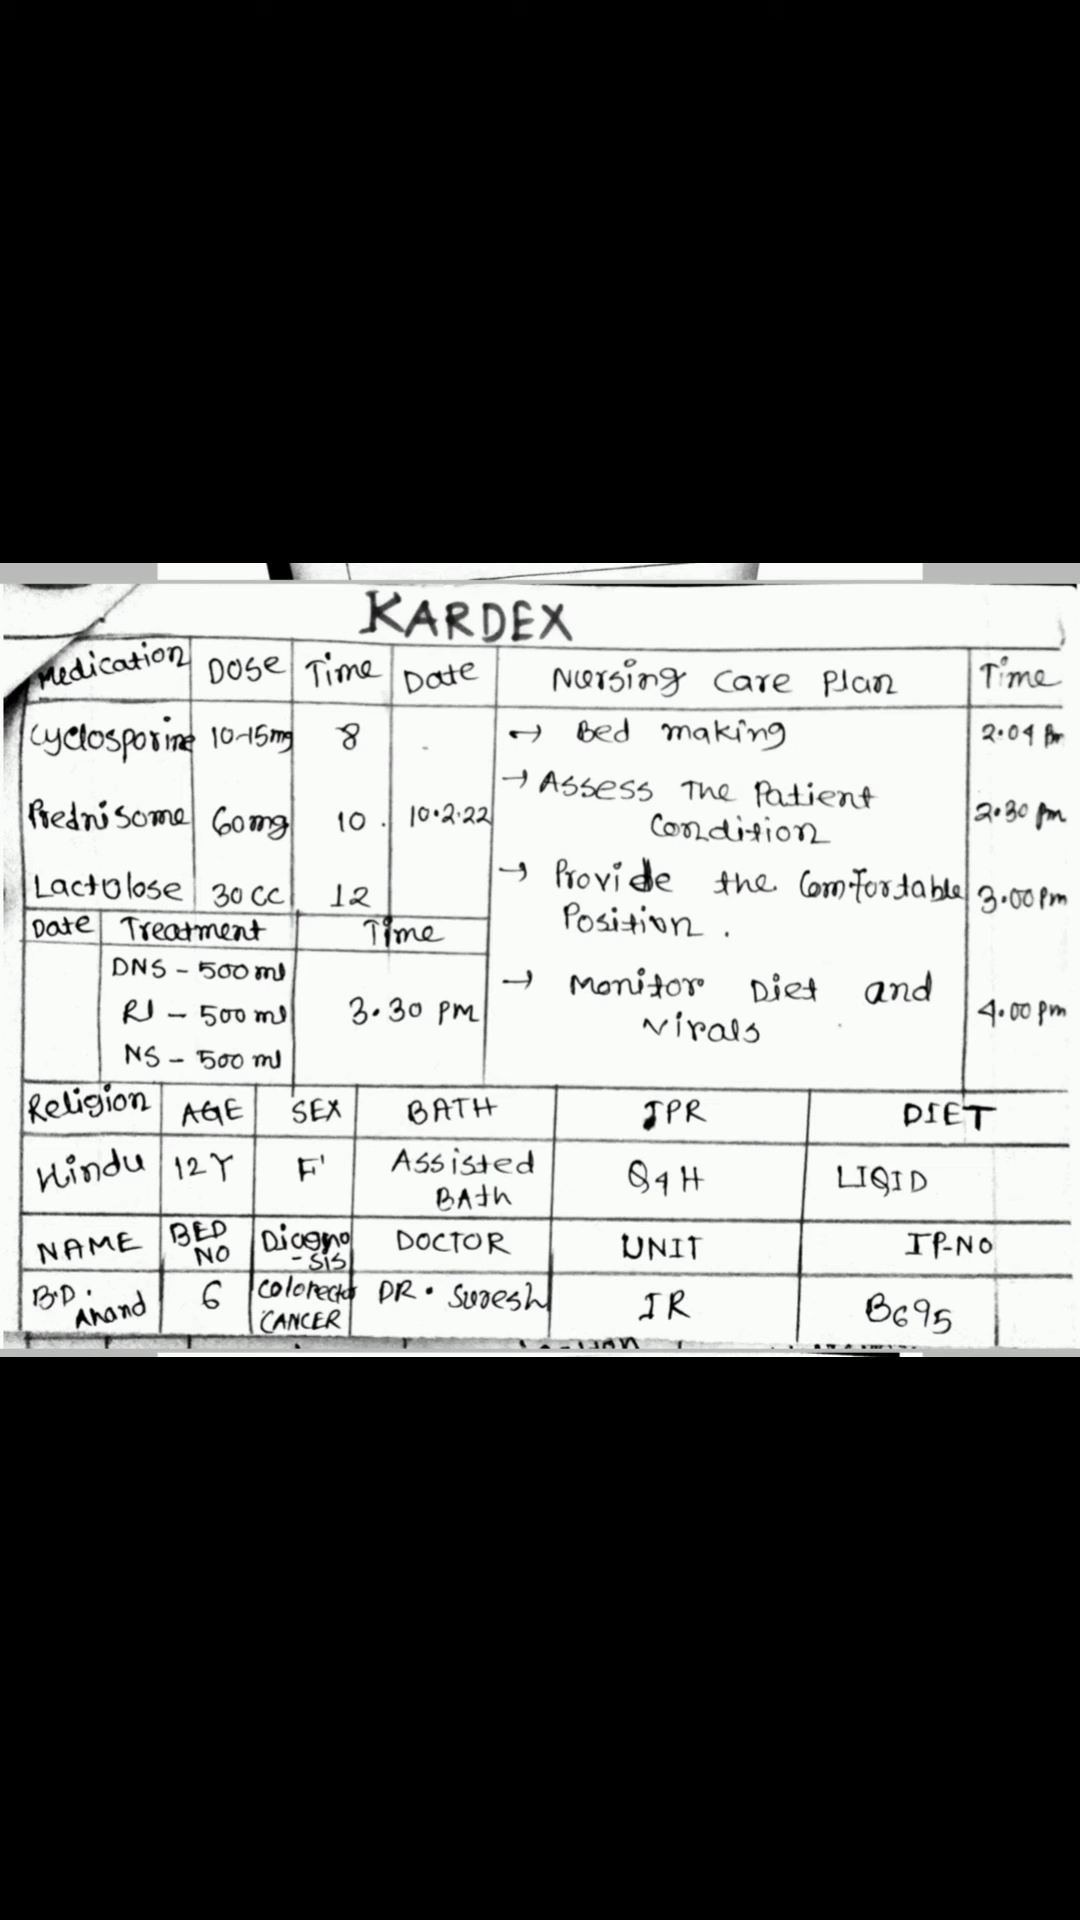 KARDEX
Medication DOSe Time Date Nursing care plan Time
Cyclosporine 10-15mg 8 → Bed making 2.04 Pm
→ Assess The Patient
Prednisome 60mg 10 . 10.2.22 Condition 2.30 pm
→ Provide the Comfortable
Lactolose 30 CC 12 Position . 3.00 Pm
Date Treatment Time
DNS - 500 ml → Monitor Diet and
Rl - 500 ml 3.30 PM virals 4.00 pm
NS - 500 ml
Religion AGE SEX BATH TPR DIET
Hindu 12Y F' Assisted Q4H LIQID
BAth
NAME BED DOCTOR UNIT IP-NO
NO Diagno
-sis
B.D. Anand 6 DR. Suresh IR B695
CANCER